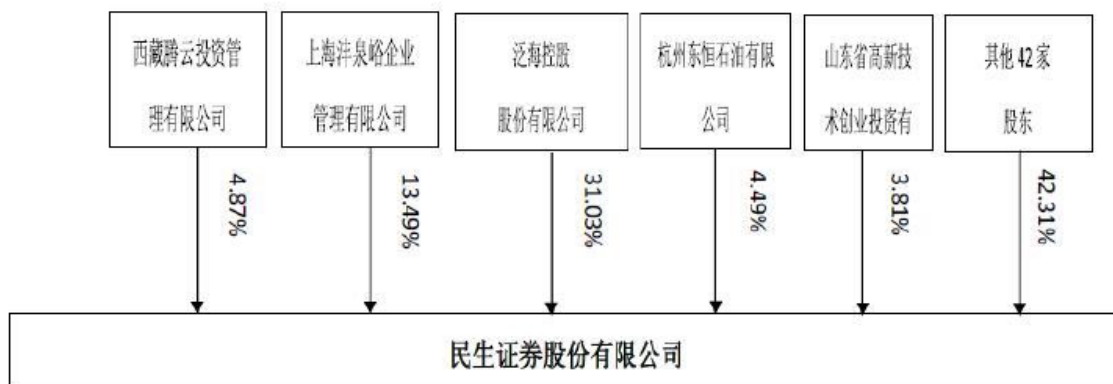 西藏腾云投资管
理有限公司
上海沣泉峪企业
管理有限公司
泛海控股
股份有限公司
杭州东恒石油有限
公司
山东省高新技
术创业投资有
其他 42 家
股东
4.87%
13.49%
31.03%
4.49%
3.81%
42.31%
民生证券股份有限公司